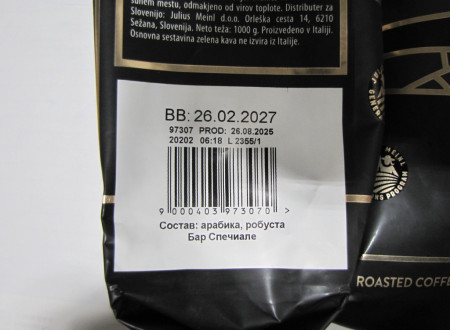 suhem mestu, odmaknjeno od virov toplote. Distributer za
Slovenijo: Julius Meinl d.o.o. Orleška cesta 14, 6210
Sežana, Slovenija. Neto teža: 1000 g. Proizvedeno v Italiji.
Osnovna sestavina zelena kava ne izvira iz Italije.
BB: 26.02.2027
97307 PROD: 26.08.2025
20202 06:18 L 2355/1
9 000403 973070 >
Состав: арабика, робуста
Бар Спечиале
ROASTED COFFE